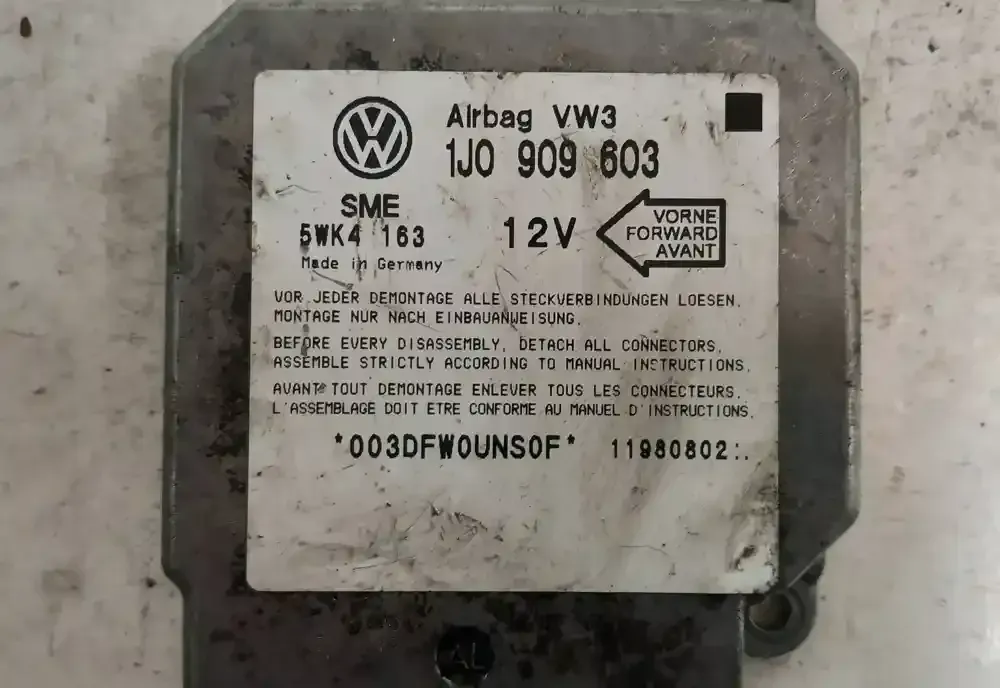 Airbag VW3
1J0 909 603
SME
5WK4 163
Made in Germany
12V
VORNE
FORWARD
AVANT
VOR JEDER DEMONTAGE ALLE STECKVERBINDUNGEN LOESEN.
MONTAGE NUR NACH EINBAUANWEISUNG.
BEFORE EVERY DISASSEMBLY, DETACH ALL CONNECTORS,
ASSEMBLE STRICTLY ACCORDING TO MANUAL INSTRUCTIONS.
AVANT TOUT DEMONTAGE ENLEVER TOUS LES CONNECTEURS.
L'ASSEMBLAGE DOIT ETRE CONFORME AU MANUEL D'INSTRUCTIONS.
*003DFW0UNS0F* 11980802:.
AL